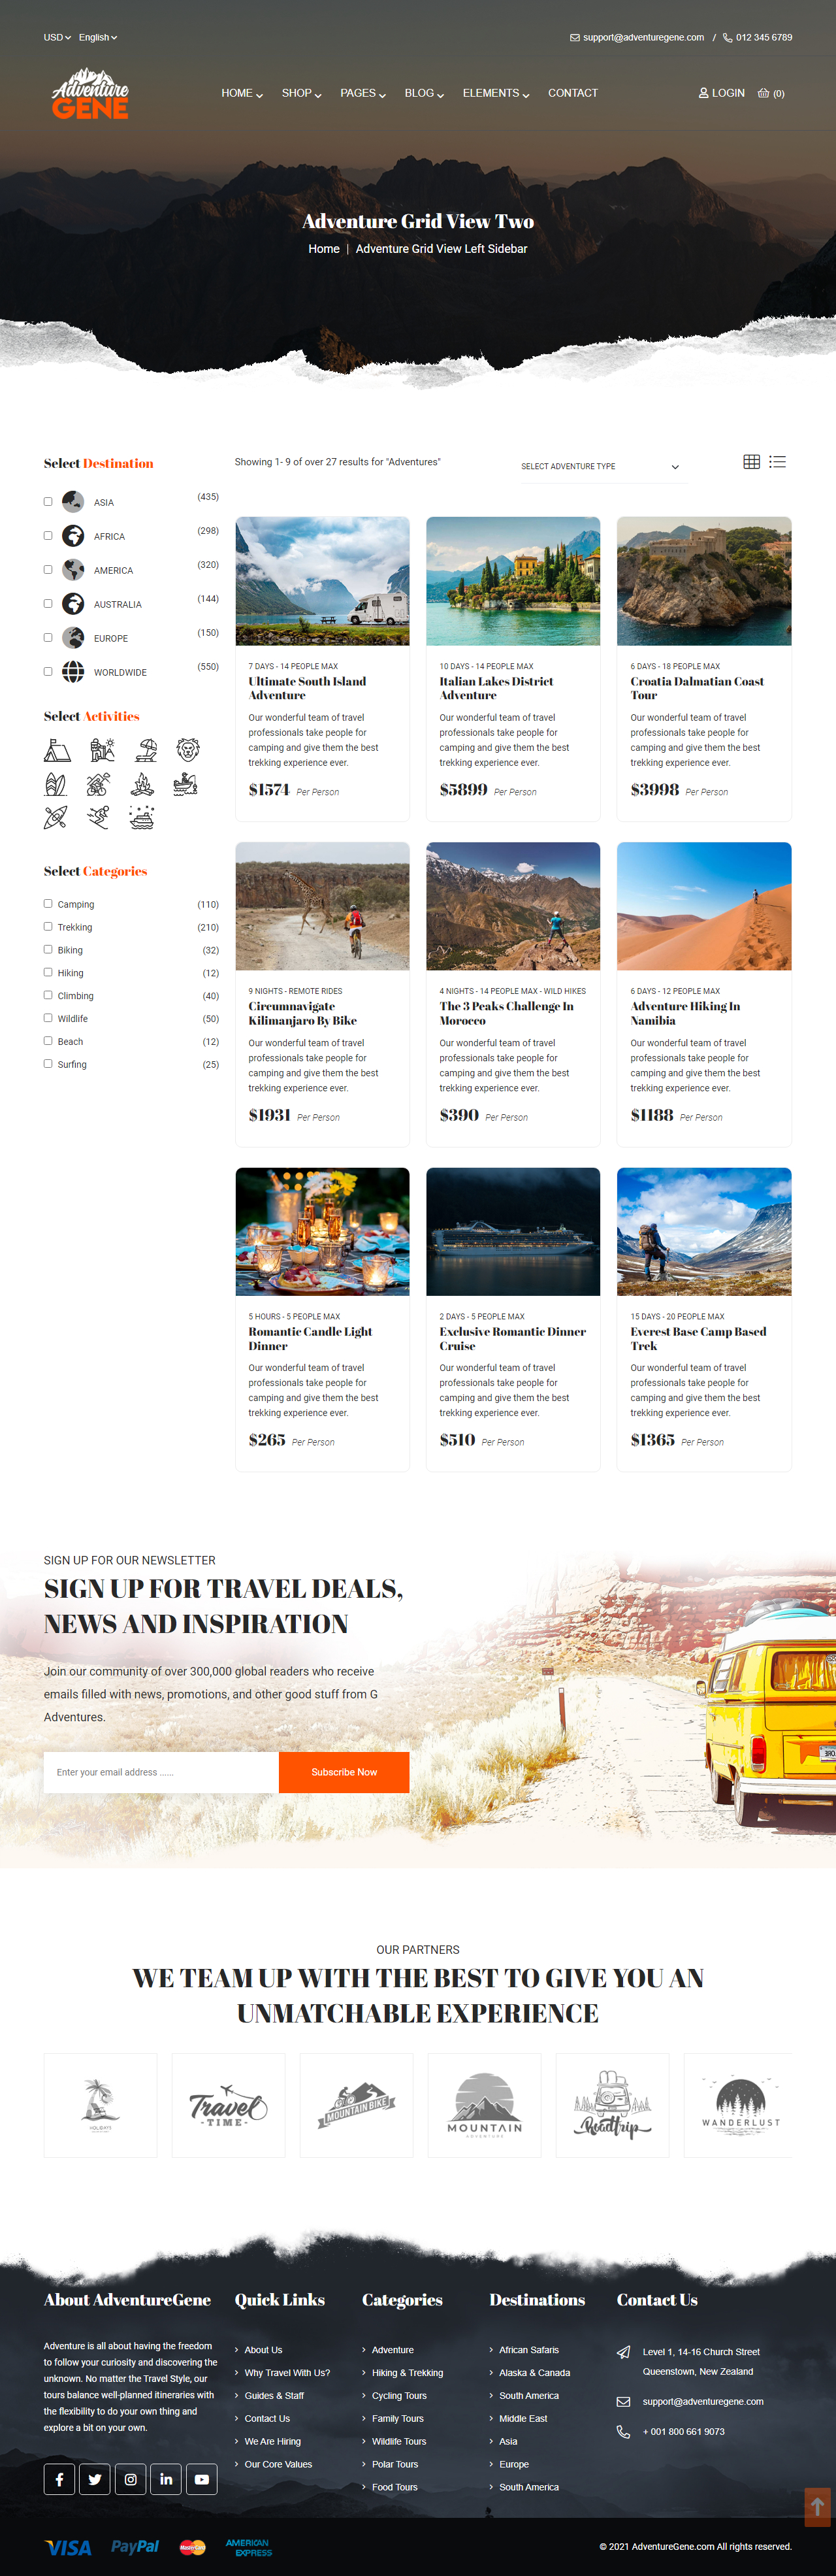 USD English
support@adventuregene.com / 012 345 6789
Adventure
GENE
HOME SHOP PAGES BLOG ELEMENTS CONTACT
LOGIN (0)
Adventure Grid View Two
Home | Adventure Grid View Left Sidebar
Select Destination
ASIA (435)
AFRICA (298)
AMERICA (320)
AUSTRALIA (144)
EUROPE (150)
WORLDWIDE (550)
Select Activities
Select Categories
Camping (110)
Trekking (210)
Biking (32)
Hiking (12)
Climbing (40)
Wildlife (50)
Beach (12)
Surfing (25)
Showing 1- 9 of over 27 results for "Adventures"
SELECT ADVENTURE TYPE
7 DAYS - 14 PEOPLE MAX
Ultimate South Island
Adventure
Our wonderful team of travel
professionals take people for
camping and give them the best
trekking experience ever.
$1574 Per Person
10 DAYS - 14 PEOPLE MAX
Italian Lakes District
Adventure
Our wonderful team of travel
professionals take people for
camping and give them the best
trekking experience ever.
$5899 Per Person
6 DAYS - 18 PEOPLE MAX
Croatia Dalmatian Coast
Tour
Our wonderful team of travel
professionals take people for
camping and give them the best
trekking experience ever.
$3998 Per Person
9 NIGHTS - REMOTE RIDES
Circumnavigate
Kilimanjaro By Bike
Our wonderful team of travel
professionals take people for
camping and give them the best
trekking experience ever.
$1931 Per Person
4 NIGHTS - 14 PEOPLE MAX - WILD HIKES
The 3 Peaks Challenge In
Morocco
Our wonderful team of travel
professionals take people for
camping and give them the best
trekking experience ever.
$390 Per Person
6 DAYS - 12 PEOPLE MAX
Adventure Hiking In
Namibia
Our wonderful team of travel
professionals take people for
camping and give them the best
trekking experience ever.
$1188 Per Person
5 HOURS - 5 PEOPLE MAX
Romantic Candle Light
Dinner
Our wonderful team of travel
professionals take people for
camping and give them the best
trekking experience ever.
$265 Per Person
2 DAYS - 5 PEOPLE MAX
Exclusive Romantic Dinner
Cruise
Our wonderful team of travel
professionals take people for
camping and give them the best
trekking experience ever.
$510 Per Person
15 DAYS - 20 PEOPLE MAX
Everest Base Camp Based
Trek
Our wonderful team of travel
professionals take people for
camping and give them the best
trekking experience ever.
$1365 Per Person
SIGN UP FOR OUR NEWSLETTER
SIGN UP FOR TRAVEL DEALS,
NEWS AND INSPIRATION
Join our community of over 300,000 global readers who receive
emails filled with news, promotions, and other good stuff from G
Adventures.
Enter your email address ......
Subscribe Now
OUR PARTNERS
WE TEAM UP WITH THE BEST TO GIVE YOU AN
UNMATCHABLE EXPERIENCE
HOLIDAYS
Travel
- TIME -
MOUNTAIN BIKE
MOUNTAIN
ADVENTURE
Roadtrip
WANDERLUST
About AdventureGene
Adventure is all about having the freedom
to follow your curiosity and discovering the
unknown. No matter the Travel Style, our
tours balance well-planned itineraries with
the flexibility to do your own thing and
explore a bit on your own.
Quick Links
About Us
Why Travel With Us?
Guides & Staff
Contact Us
We Are Hiring
Our Core Values
Categories
Adventure
Hiking & Trekking
Cycling Tours
Family Tours
Wildlife Tours
Polar Tours
Food Tours
Destinations
African Safaris
Alaska & Canada
South America
Middle East
Asia
Europe
South America
Contact Us
Level 1, 14-16 Church Street
Queenstown, New Zealand
support@adventuregene.com
+ 001 800 661 9073
VISA PayPal MasterCard AMERICAN
EXPRESS
© 2021 AdventureGene.com All rights reserved.